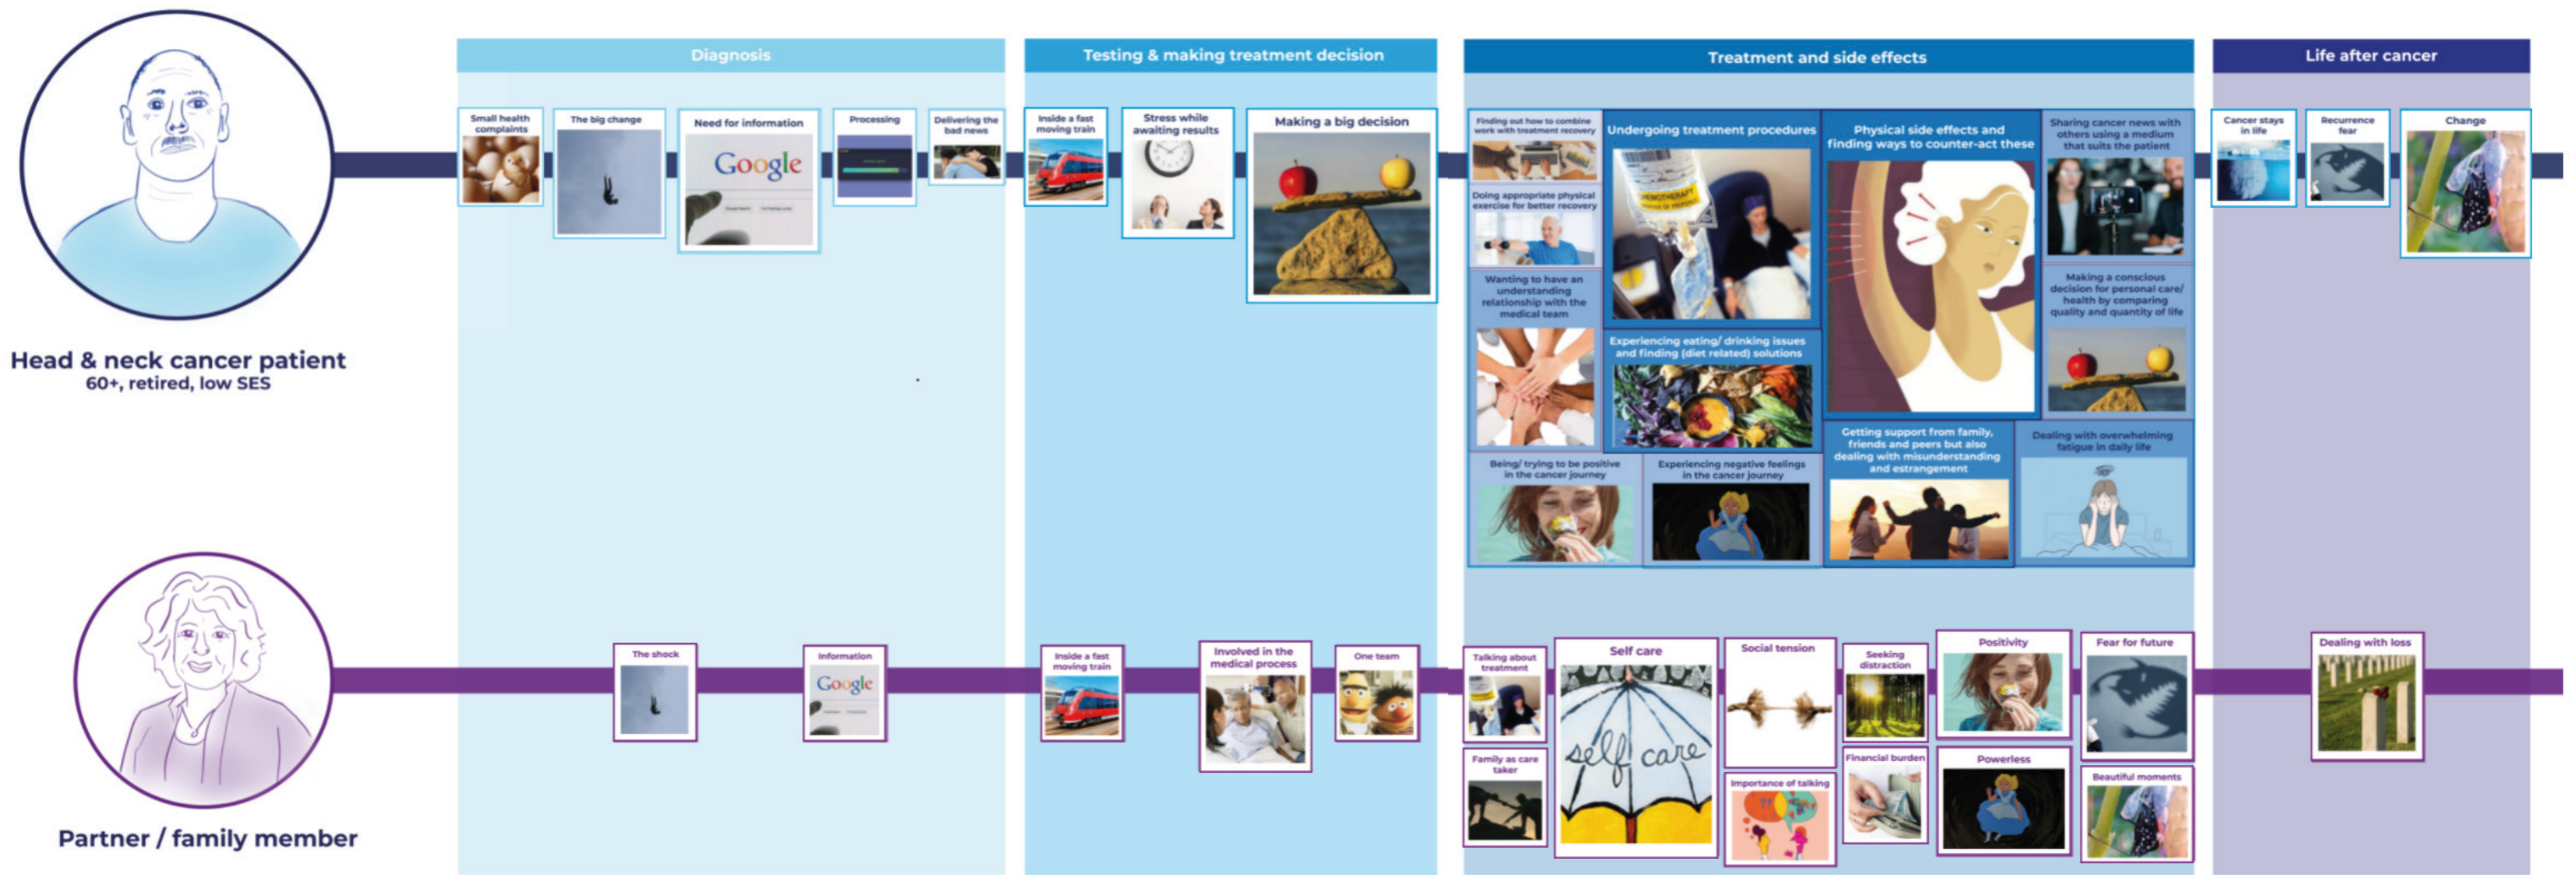 Diagnosis
Testing & making treatment decision
Treatment and side effects
Life after cancer
Head & neck cancer patient
60+, retired, low SES
Small health
complaints
The big change
Need for information
Google
Processing
Delivering the
bad news
Inside a fast
moving train
Stress while
awaiting results
Making a big decision
Finding out how to combine
work with treatment recovery
Doing appropriate physical
exercise for better recovery
Wanting to have an
understanding
relationship with the
medical team
Being/ trying to be positive
in the cancer journey
Undergoing treatment procedures
CHEMOTHERAPY
Experiencing eating/ drinking issues
and finding (diet related) solutions
Experiencing negative feelings
in the cancer journey
Physical side effects and
finding ways to counter-act these
Getting support from family,
friends and peers but also
dealing with misunderstanding
and estrangement
Sharing cancer news with
others using a medium
that suits the patient
Making a conscious
decision for personal care/
health by comparing
quality and quantity of life
Dealing with overwhelming
fatigue in daily life
Cancer stays
in life
Recurrence
fear
Change
Partner / family member
The shock
Information
Google
Inside a fast
moving train
Involved in the
medical process
One team
Talking about
treatment
Family as care
taker
Self care
self care
Social tension
Importance of talking
Seeking
distraction
Financial burden
Positivity
Powerless
Fear for future
Beautiful moments
Dealing with loss